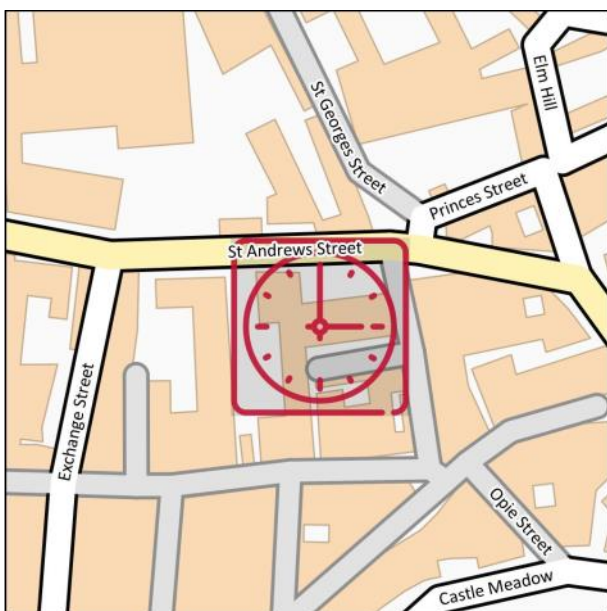 Elm Hill
St Georges Street
Princes Street
St Andrews Street
Exchange Street
Opie Street
Castle Meadow